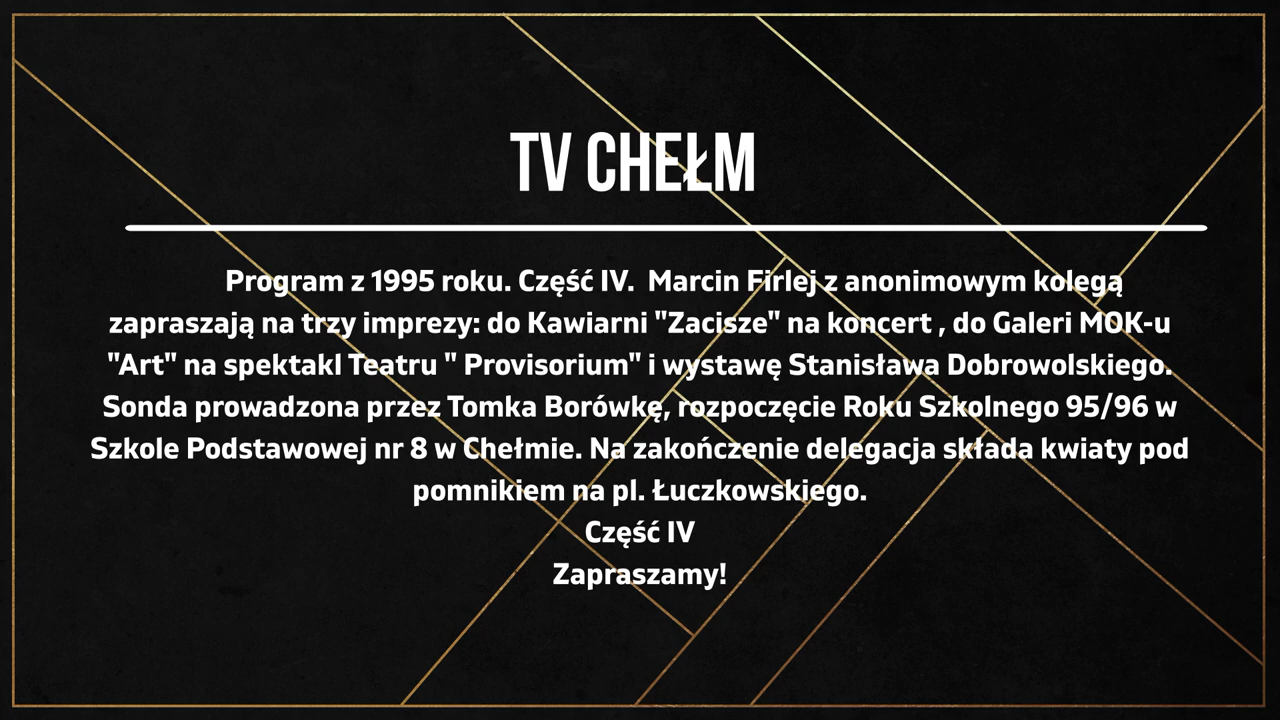 TV CHEŁM
Program z 1995 roku. Część IV.  Marcin Firlej z anonimowym kolegą
zapraszają na trzy imprezy: do Kawiarni "Zacisze" na koncert , do Galeri MOK-u
"Art" na spektakl Teatru " Provisorium" i wystawę Stanisława Dobrowolskiego.
Sonda prowadzona przez Tomka Borówkę, rozpoczęcie Roku Szkolnego 95/96 w
Szkole Podstawowej nr 8 w Chełmie. Na zakończenie delegacja składa kwiaty pod
pomnikiem na pl. Łuczkowskiego.
Część IV
Zapraszamy!